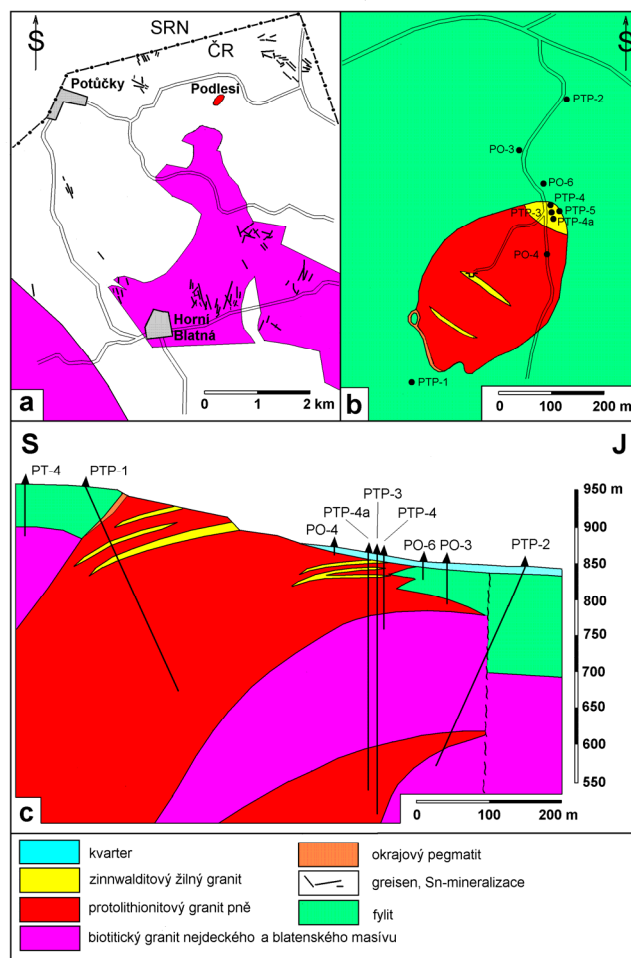 S
SRN
ČR
Potůčky
Podlesí
Horní
Blatná
a
0 1 2 km
b
S
PTP-2
PO-3
PO-6
PTP-4
PTP-3
PTP-5
PTP-4a
PO-4
PTP-1
0 100 200 m
S
J
PT-4
PTP-1
PTP-3
PTP-4a
PTP-4
PO-4
PO-6
PO-3
PTP-2
950 m
900
850
800
750
700
650
600
550
c
0 100 200 m
kvarter
zinnwalditový žilný granit
protolithionitový granit pně
biotitický granit nejdeckého a blatenského masívu
okrajový pegmatit
greisen, Sn-mineralizace
fylit